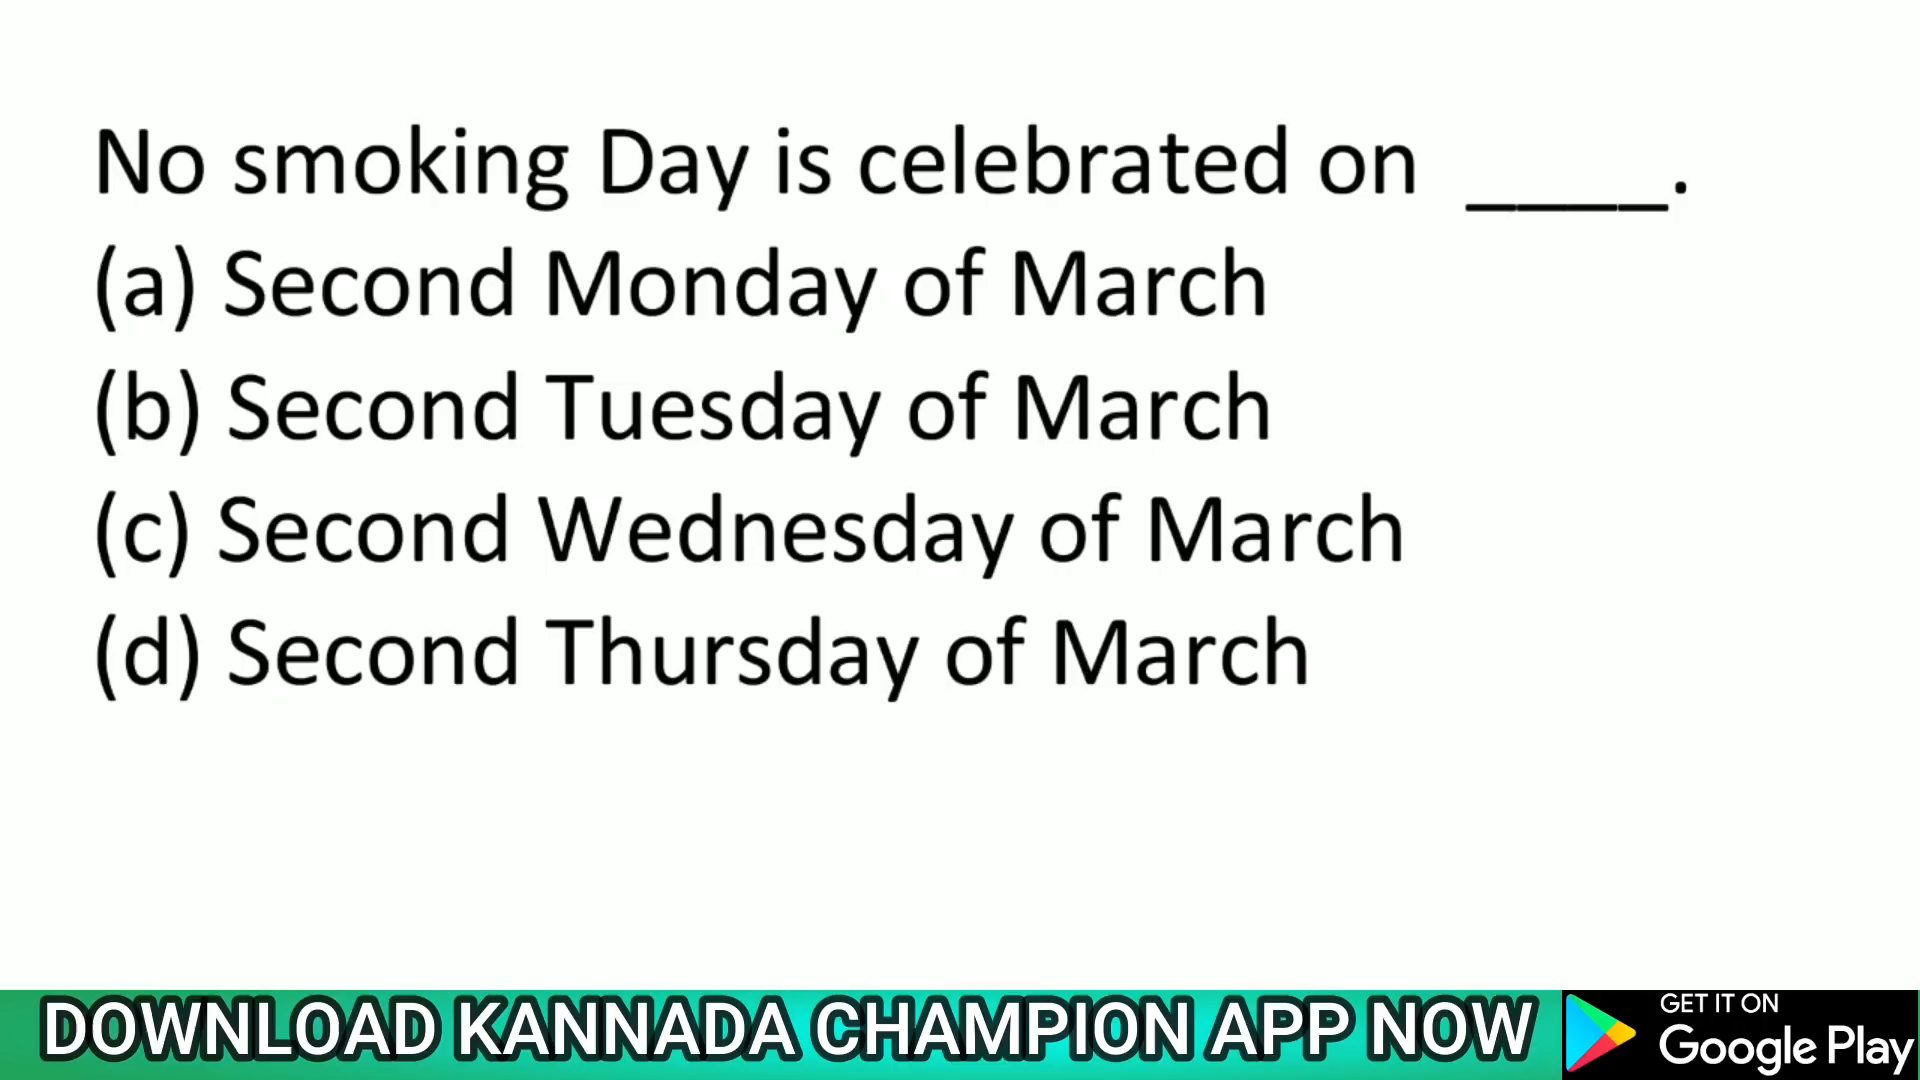 No smoking Day is celebrated on ____.
(a) Second Monday of March
(b) Second Tuesday of March
(c) Second Wednesday of March
(d) Second Thursday of March
DOWNLOAD KANNADA CHAMPION APP NOW
GET IT ON
Google Play